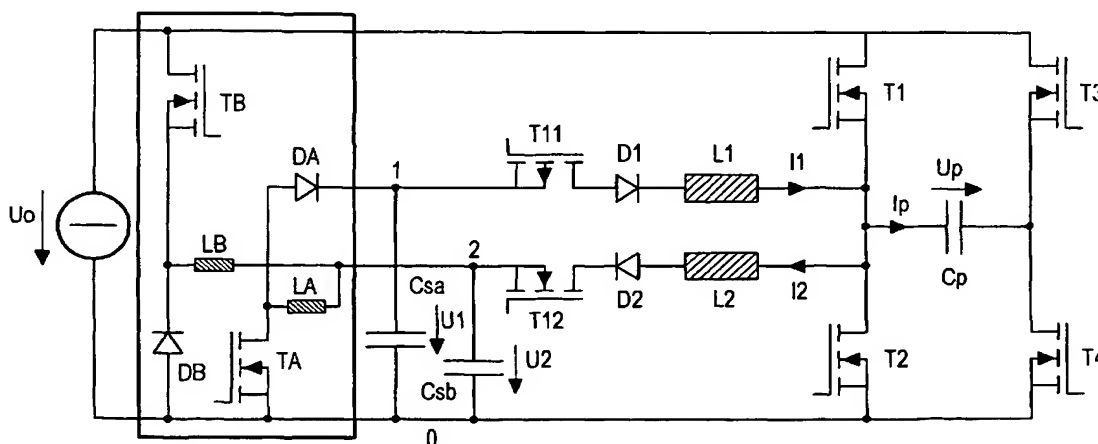 TB
T1
T3
DA
1
T11
D1
L1
I1
Up
Uo
LB
2
Ip
LA
Csa
U1
T12
D2
L2
I2
Cp
DB
TA
Csb
U2
T2
T4
0